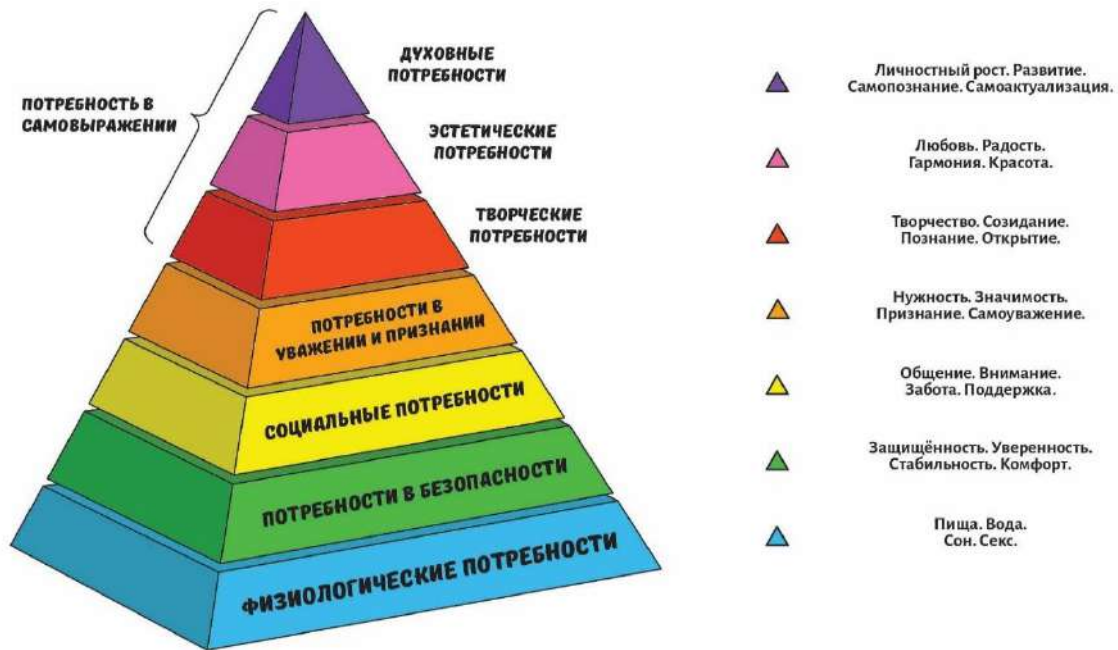 ДУХОВНЫЕ
ПОТРЕБНОСТИ
ПОТРЕБНОСТЬ В
САМОВЫРАЖЕНИИ
ЭСТЕТИЧЕСКИЕ
ПОТРЕБНОСТИ
ТВОРЧЕСКИЕ
ПОТРЕБНОСТИ
ПОТРЕБНОСТИ В
УВАЖЕНИИ И ПРИЗНАНИИ
СОЦИАЛЬНЫЕ ПОТРЕБНОСТИ
ПОТРЕБНОСТИ В БЕЗОПАСНОСТИ
ФИЗИОЛОГИЧЕСКИЕ ПОТРЕБНОСТИ
Личностный рост. Развитие.
Самопознание. Самоактуализация.
Любовь. Радость.
Гармония. Красота.
Творчество. Созидание.
Познание. Открытие.
Нужность. Значимость.
Признание. Самоуважение.
Общение. Внимание.
Забота. Поддержка.
Защищённость. Уверенность.
Стабильность. Комфорт.
Пища. Вода.
Сон. Секс.